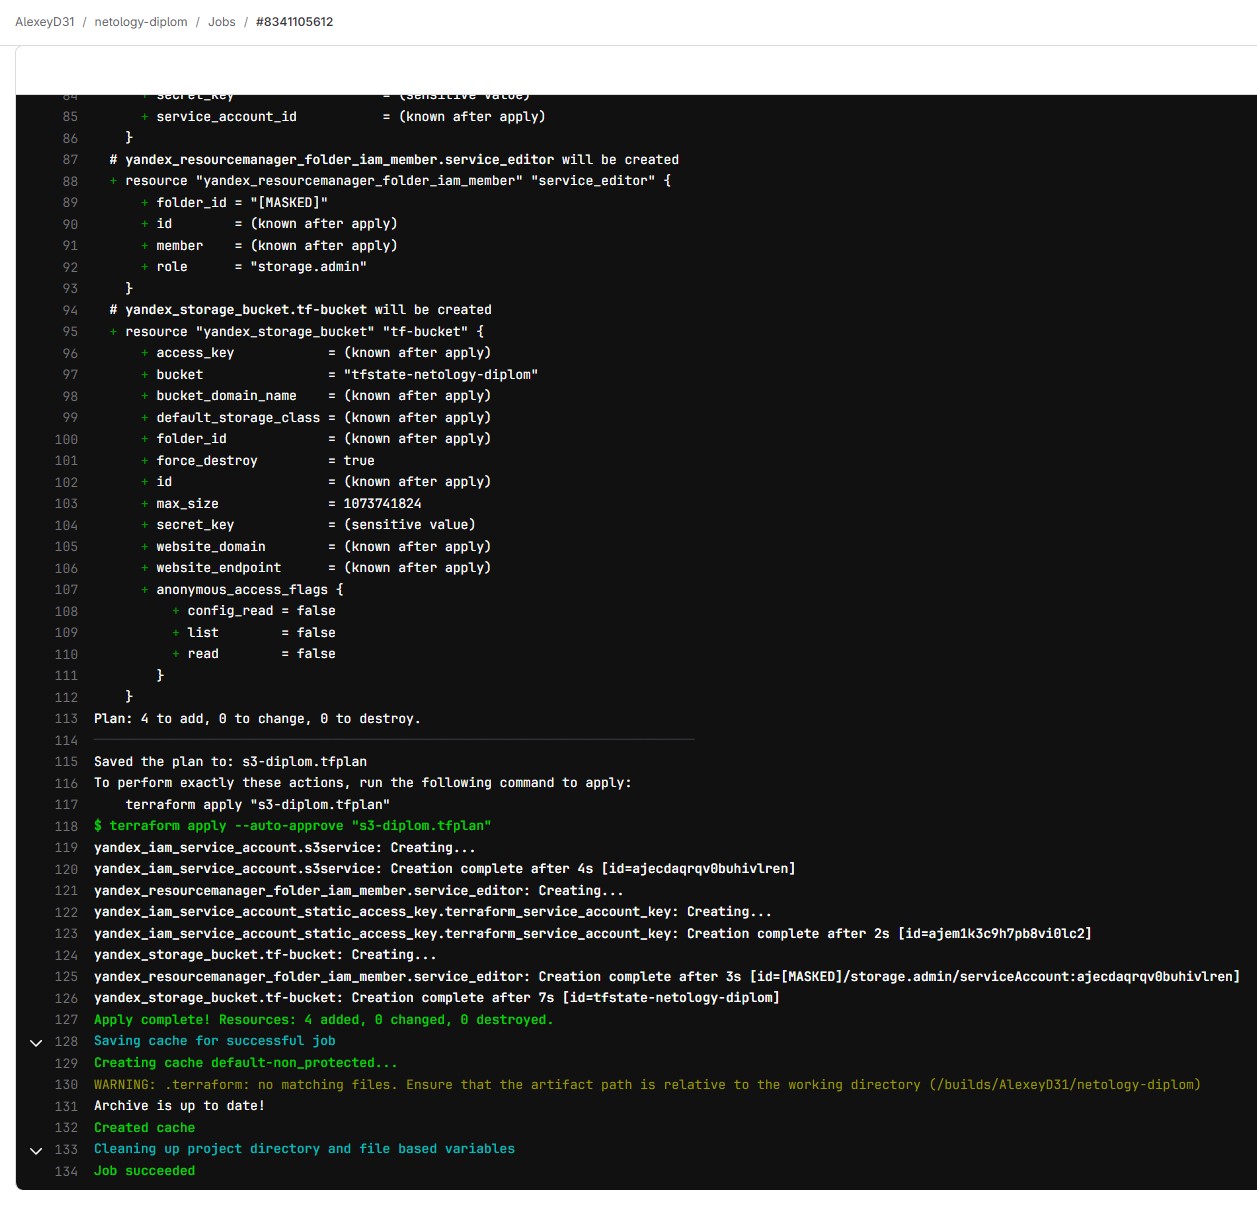 AlexeyD31 / netology-diplom / Jobs / #8341105612
84 + secret_key = (sensitive value)
85 + service_account_id = (known after apply)
86 }
87 # yandex_resourcemanager_folder_iam_member.service_editor will be created
88 + resource "yandex_resourcemanager_folder_iam_member" "service_editor" {
89 + folder_id = "[MASKED]"
90 + id = (known after apply)
91 + member = (known after apply)
92 + role = "storage.admin"
93 }
94 # yandex_storage_bucket.tf-bucket will be created
95 + resource "yandex_storage_bucket" "tf-bucket" {
96 + access_key = (known after apply)
97 + bucket = "tfstate-netology-diplom"
98 + bucket_domain_name = (known after apply)
99 + default_storage_class = (known after apply)
100 + folder_id = (known after apply)
101 + force_destroy = true
102 + id = (known after apply)
103 + max_size = 1073741824
104 + secret_key = (sensitive value)
105 + website_domain = (known after apply)
106 + website_endpoint = (known after apply)
107 + anonymous_access_flags {
108 + config_read = false
109 + list = false
110 + read = false
111 }
112 }
113 Plan: 4 to add, 0 to change, 0 to destroy.
114
115 Saved the plan to: s3-diplom.tfplan
116 To perform exactly these actions, run the following command to apply:
117 terraform apply "s3-diplom.tfplan"
118 $ terraform apply --auto-approve "s3-diplom.tfplan"
119 yandex_iam_service_account.s3service: Creating...
120 yandex_iam_service_account.s3service: Creation complete after 4s [id=ajecdaqrqv0buhivlren]
121 yandex_resourcemanager_folder_iam_member.service_editor: Creating...
122 yandex_iam_service_account_static_access_key.terraform_service_account_key: Creating...
123 yandex_iam_service_account_static_access_key.terraform_service_account_key: Creation complete after 2s [id=ajem1k3c9h7pb8vi0lc2]
124 yandex_storage_bucket.tf-bucket: Creating...
125 yandex_resourcemanager_folder_iam_member.service_editor: Creation complete after 3s [id=[MASKED]/storage.admin/serviceAccount:ajecdaqrqv0buhivlren]
126 yandex_storage_bucket.tf-bucket: Creation complete after 7s [id=tfstate-netology-diplom]
127 Apply complete! Resources: 4 added, 0 changed, 0 destroyed.
128 Saving cache for successful job
129 Creating cache default-non_protected...
130 WARNING: .terraform: no matching files. Ensure that the artifact path is relative to the working directory (/builds/AlexeyD31/netology-diplom)
131 Archive is up to date!
132 Created cache
133 Cleaning up project directory and file based variables
134 Job succeeded